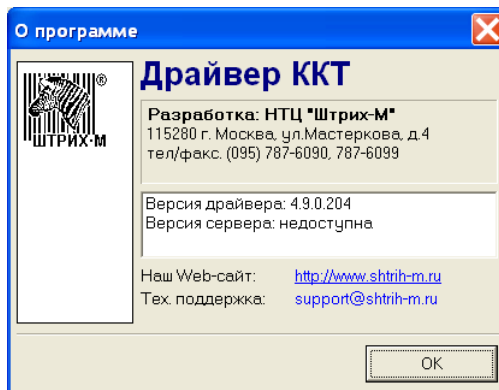 О программе
ШТРИХ-М®
Драйвер ККТ
Разработка: НТЦ "Штрих-М"
115280 г. Москва, ул.Мастеркова, д.4
тел/факс. (095) 787-6090, 787-6099
Версия драйвера: 4.9.0.204
Версия сервера: недоступна
Наш Web-сайт: http://www.shtrih-m.ru
Тех. поддержка: support@shtrih-m.ru
OK